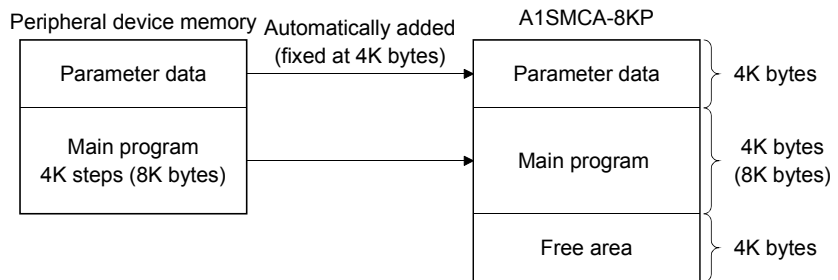 Peripheral device memory
Automatically added
(fixed at 4K bytes)
A1SMCA-8KP
Parameter data
Parameter data
4K bytes
Main program
4K steps (8K bytes)
Main program
4K bytes
(8K bytes)
Free area
4K bytes